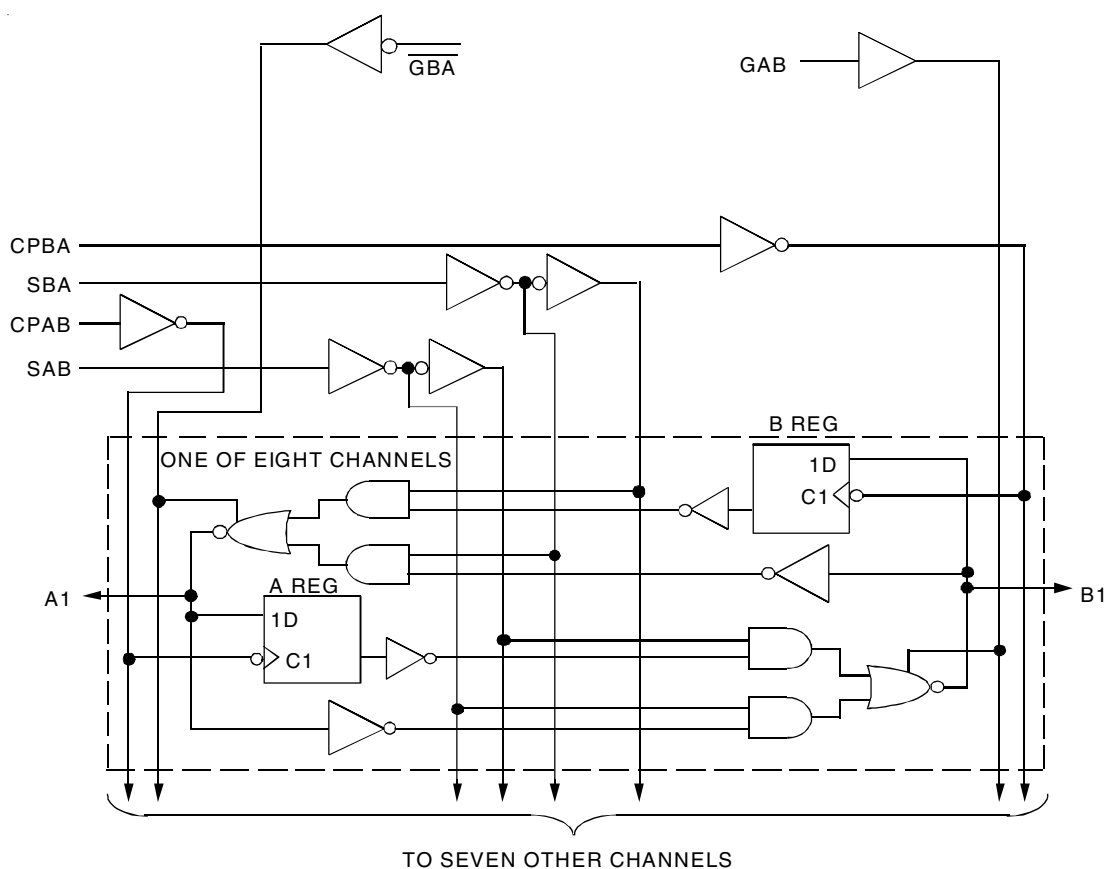 GBA
GAB
CPBA
SBA
CPAB
SAB
B REG
ONE OF EIGHT CHANNELS
1D
C1
A REG
A1
1D
B1
C1
TO SEVEN OTHER CHANNELS